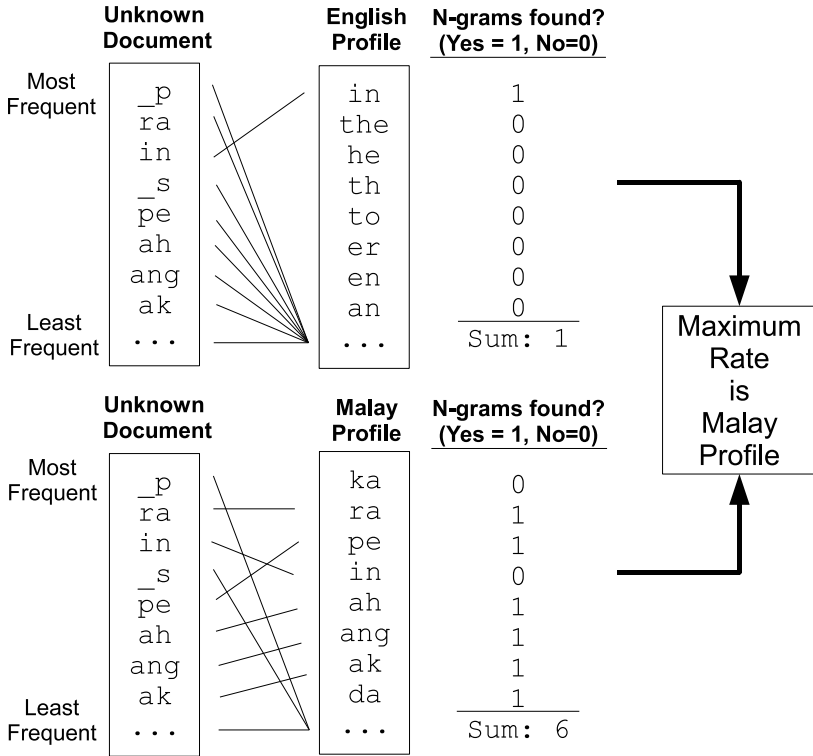 Unknown Document
English Profile
N-grams found?
(Yes = 1, No=0)
Most Frequent
_p
ra
in
_s
pe
ah
ang
ak
...
Least Frequent
in
the
he
th
to
er
en
an
...
1
0
0
0
0
0
0
0
Sum: 1
Maximum
Rate
is
Malay
Profile
Unknown Document
Malay Profile
N-grams found?
(Yes = 1, No=0)
Most Frequent
_p
ra
in
_s
pe
ah
ang
ak
...
Least Frequent
ka
ra
pe
in
ah
ang
ak
da
...
0
1
1
0
1
1
1
1
Sum: 6